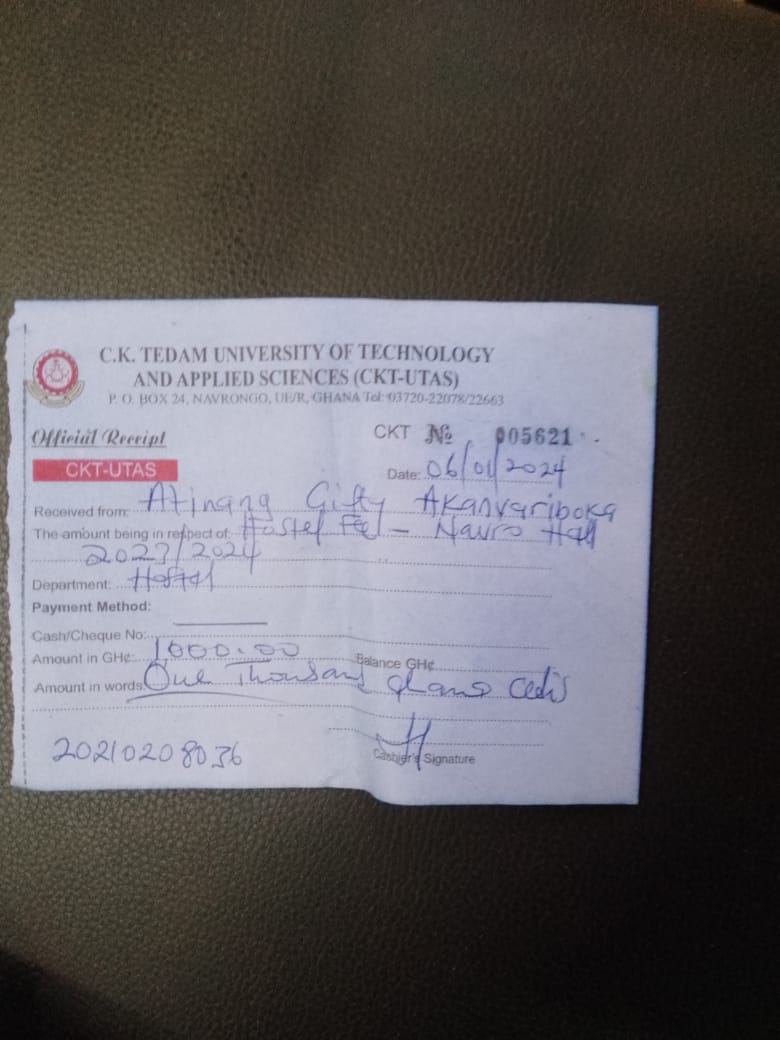 C.K. TEDAM UNIVERSITY OF TECHNOLOGY
AND APPLIED SCIENCES (CKT-UTAS)
P. O. BOX 24, NAVRONGO, UE/R, GHANA Tel: 03720-22078/22663
Official Receipt CKT № 005621
CKT-UTAS Date: 06/01/2024
Received from: Atinang Gifty Akanvariboka
The amount being in respect of: Hostel Fee - Navro Hall
2023/2024
Department: Hostel
Payment Method:
Cash/Cheque No:
Amount in GH¢: 1000.00 Balance GH¢
Amount in words: One Thousand Ghana Cedis
20210208036 Cashier's Signature